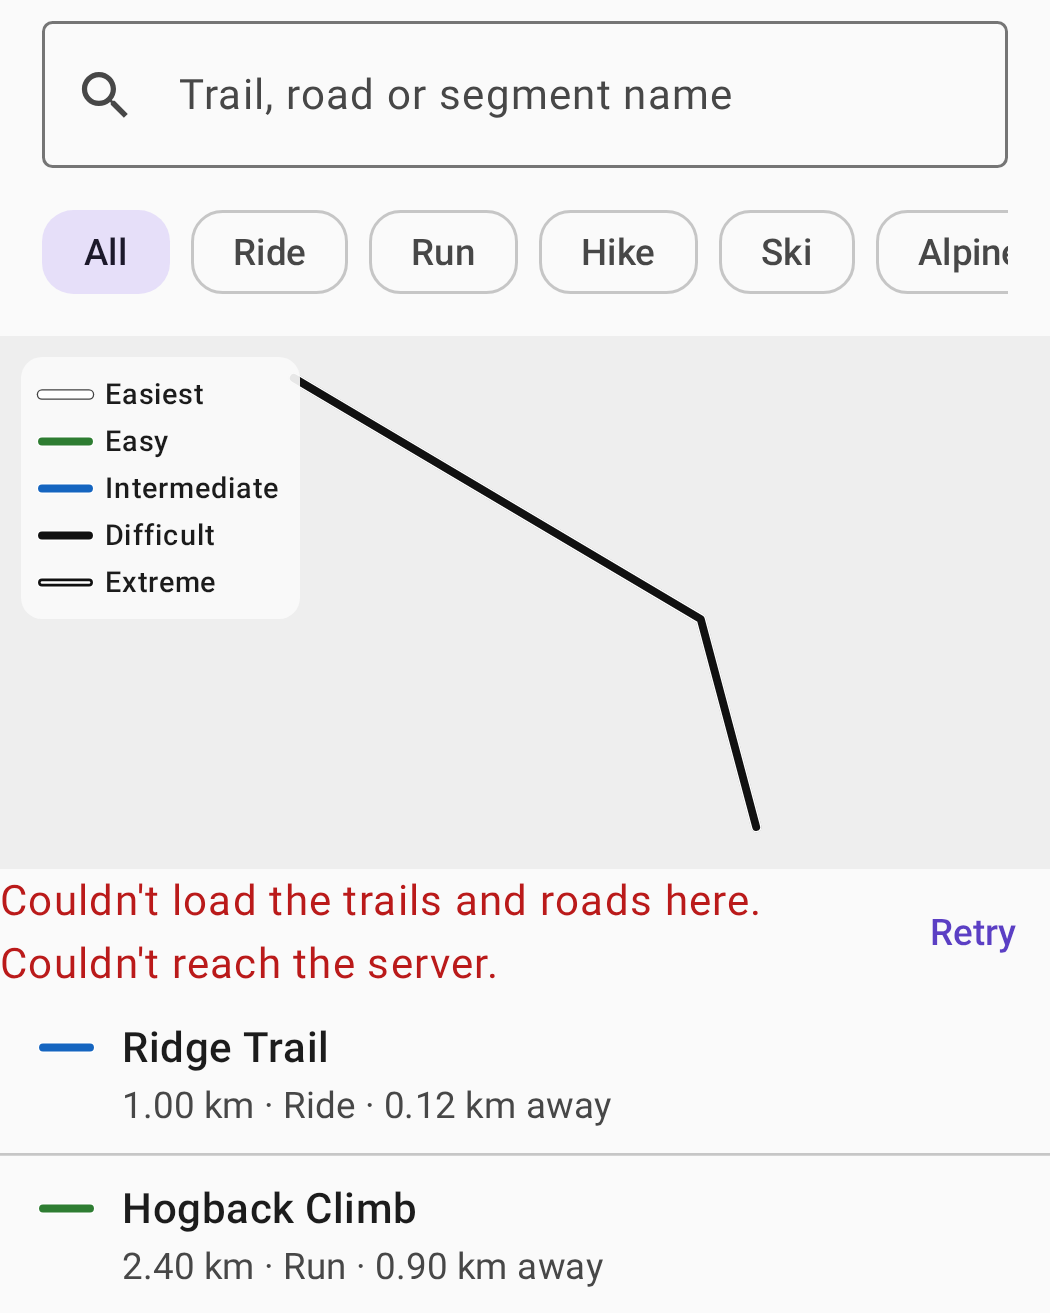 Trail, road or segment name
All Ride Run Hike Ski Alpine
Easiest
Easy
Intermediate
Difficult
Extreme
Couldn't load the trails and roads here.
Couldn't reach the server.
Retry
Ridge Trail
1.00 km · Ride · 0.12 km away
Hogback Climb
2.40 km · Run · 0.90 km away